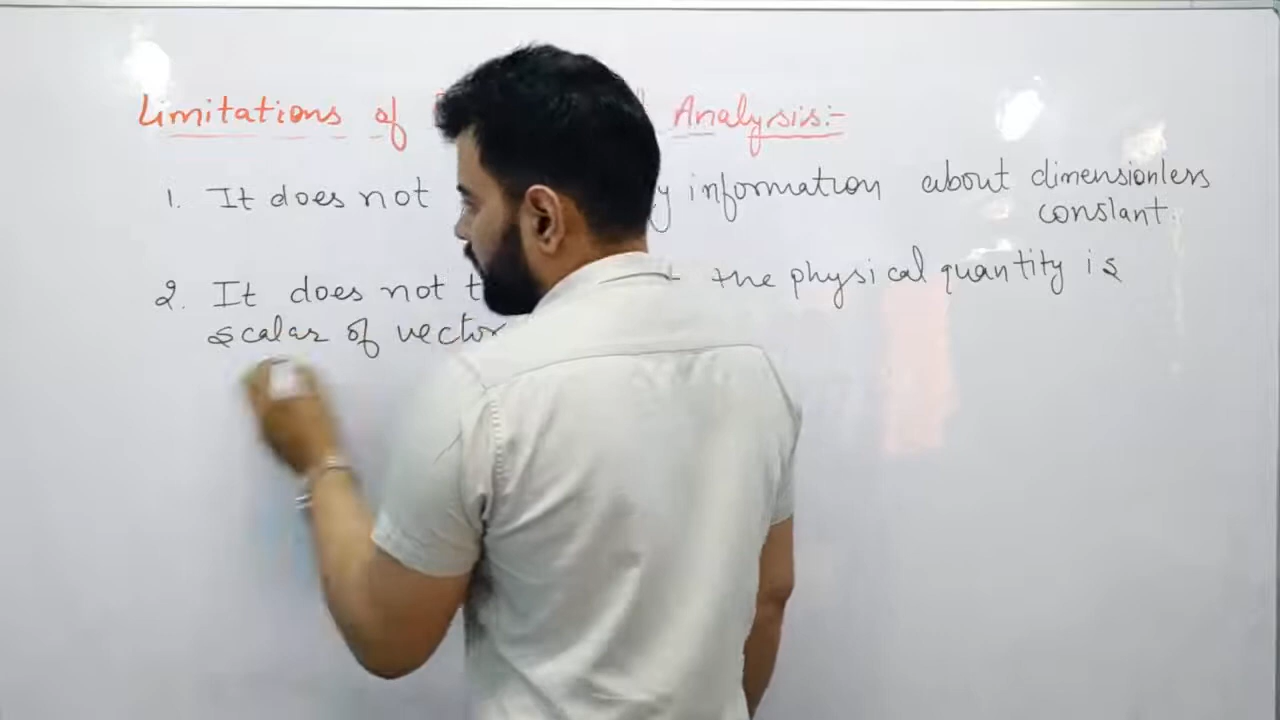 Limitations of Analysis:-
1. It does not information about dimensionless
constant.
2. It does not the physical quantity is
scalar of vector